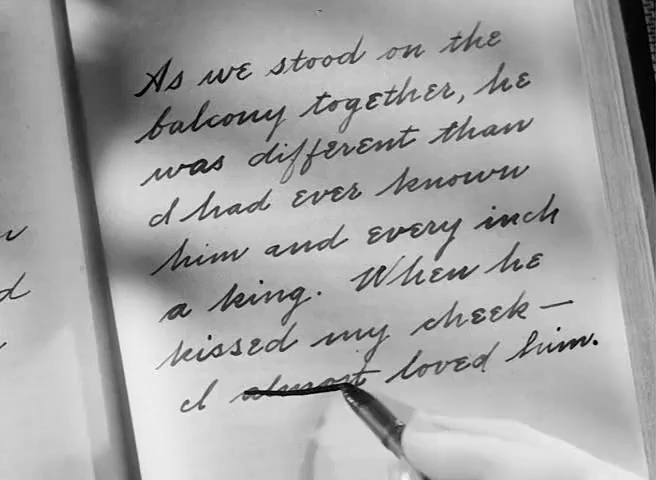 As we stood on the
balcony together, he
was different than
I had ever known
him and every inch
a king. When he
kissed my cheek —
I almost loved him.